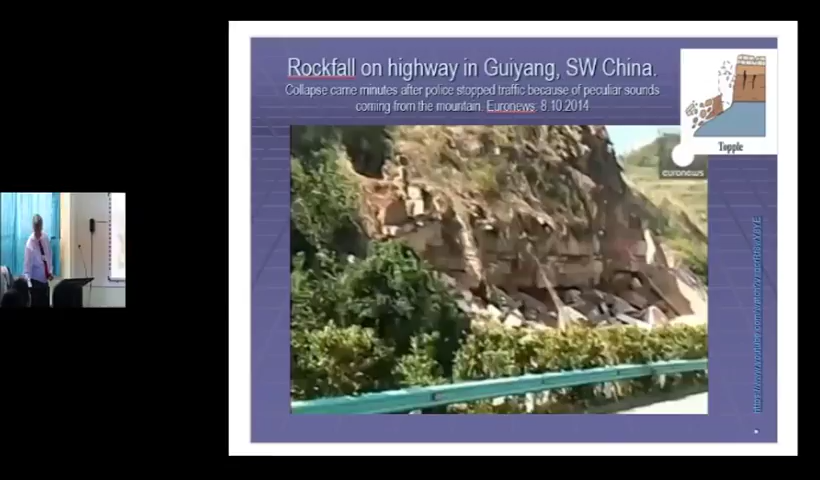 Rockfall on highway in Guiyang, SW China.
Collapse came minutes after police stopped traffic because of peculiar sounds
coming from the mountain. Euronews: 8.10.2014
Topple
euronews